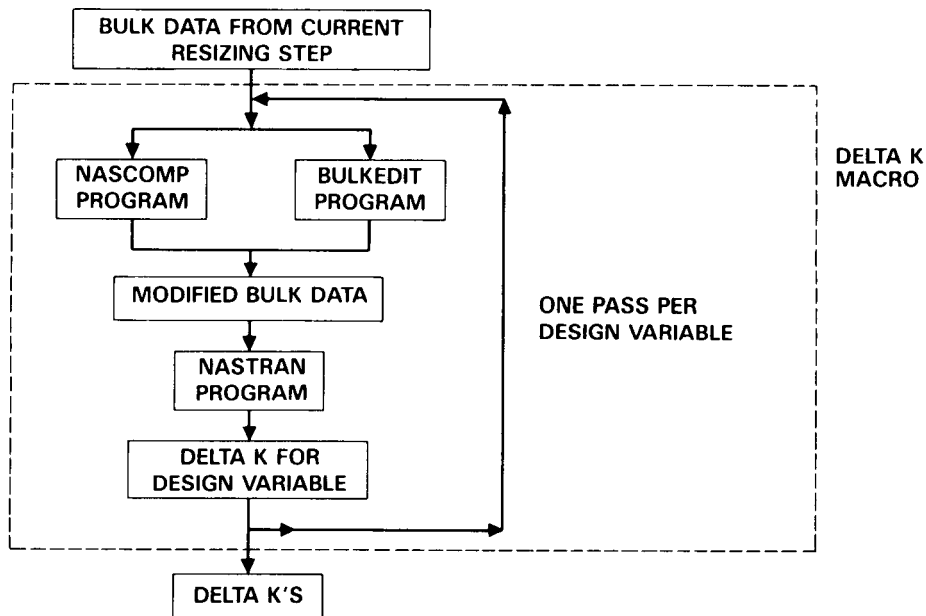 BULK DATA FROM CURRENT
RESIZING STEP
DELTA K
MACRO
NASCOMP
PROGRAM
BULKEDIT
PROGRAM
MODIFIED BULK DATA
ONE PASS PER
DESIGN VARIABLE
NASTRAN
PROGRAM
DELTA K FOR
DESIGN VARIABLE
DELTA K'S